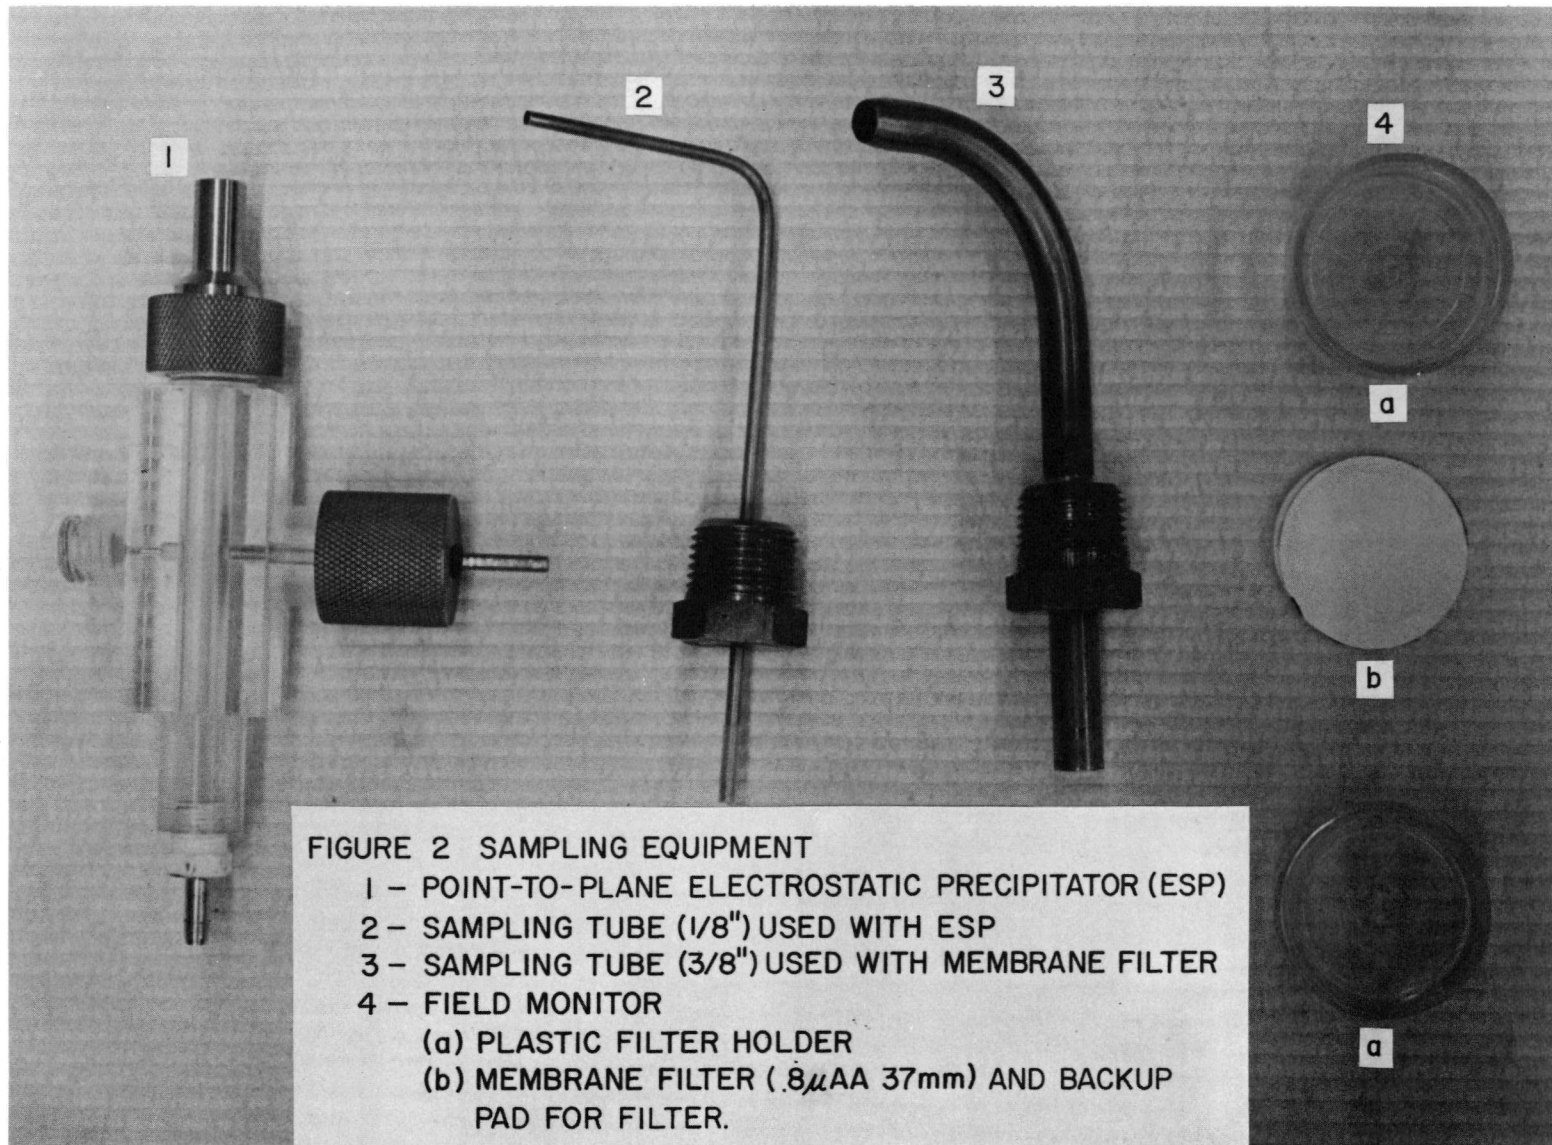 1
2
3
4
a
b
a
FIGURE 2 SAMPLING EQUIPMENT
1 – POINT-TO-PLANE ELECTROSTATIC PRECIPITATOR (ESP)
2 – SAMPLING TUBE (1/8") USED WITH ESP
3 – SAMPLING TUBE (3/8") USED WITH MEMBRANE FILTER
4 – FIELD MONITOR
(a) PLASTIC FILTER HOLDER
(b) MEMBRANE FILTER (.8μAA 37mm) AND BACKUP
PAD FOR FILTER.